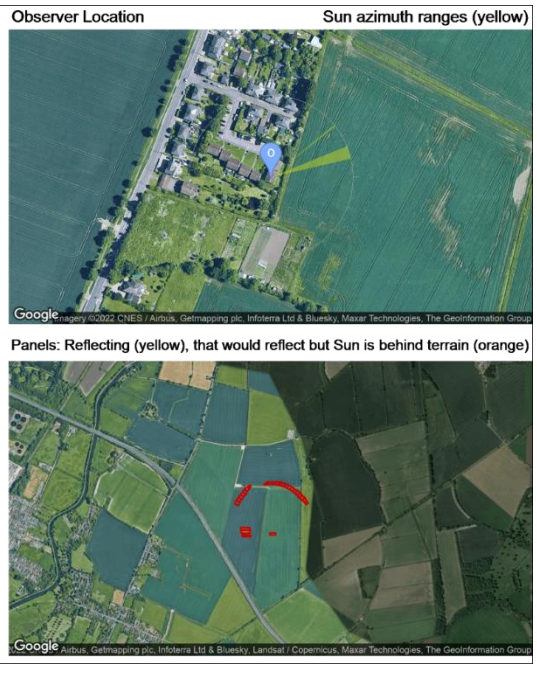 Observer Location
Sun azimuth ranges (yellow)
O
Google
Imagery ©2022 CNES / Airbus, Getmapping plc, Infoterra Ltd & Bluesky, Maxar Technologies, The GeoInformation Group
Panels: Reflecting (yellow), that would reflect but Sun is behind terrain (orange)
Google
Airbus, Getmapping plc, Infoterra Ltd & Bluesky, Landsat / Copernicus, Maxar Technologies, The GeoInformation Group